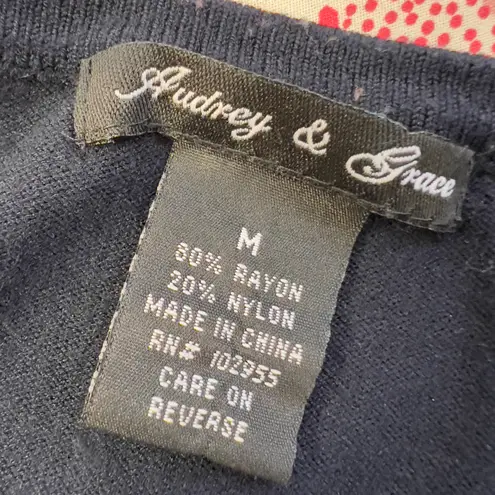 Audrey & Grace
M
80% RAYON
20% NYLON
MADE IN CHINA
RN# 102955
CARE ON
REVERSE